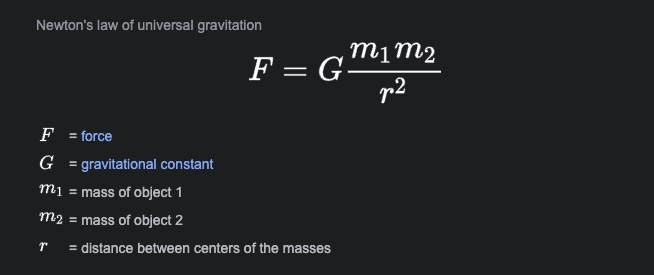 Newton's law of universal gravitation
F = G m₁m₂ / r²
F = force
G = gravitational constant
m₁ = mass of object 1
m₂ = mass of object 2
r = distance between centers of the masses